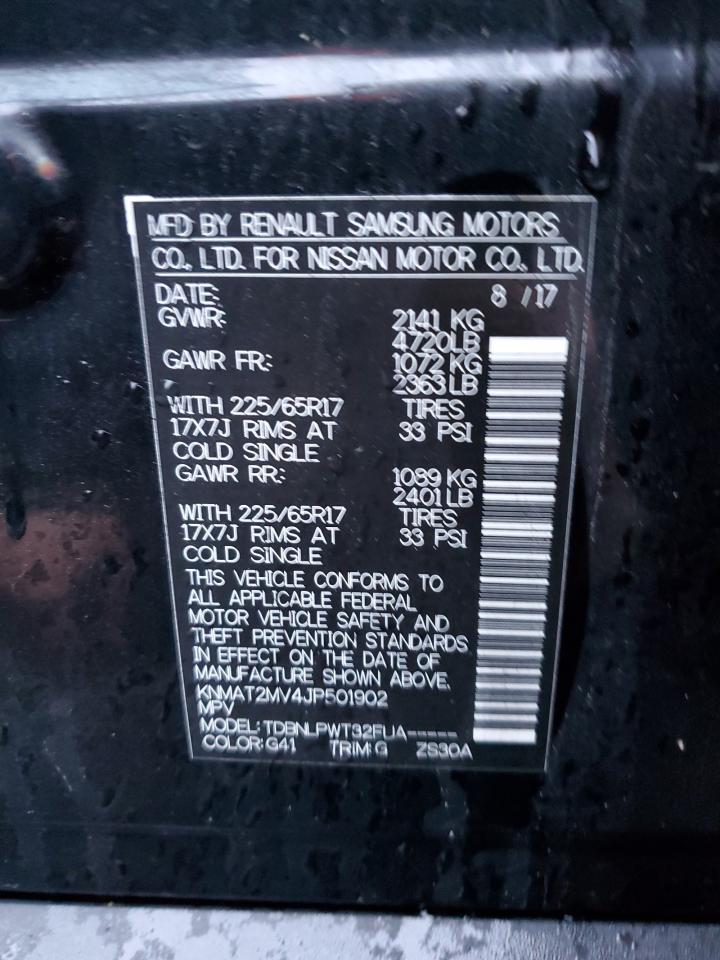 MFD BY RENAULT SAMSUNG MOTORS
CO., LTD. FOR NISSAN MOTOR CO., LTD.
DATE: 8 /17
GVWR: 2141 KG
4720LB
GAWR FR: 1072 KG
2363 LB
WITH 225/65R17 TIRES
17X7J RIMS AT 33 PSI
COLD SINGLE
GAWR RR: 1089 KG
2401 LB
WITH 225/65R17 TIRES
17X7J RIMS AT 33 PSI
COLD SINGLE
THIS VEHICLE CONFORMS TO
ALL APPLICABLE FEDERAL
MOTOR VEHICLE SAFETY AND
THEFT PREVENTION STANDARDS
IN EFFECT ON THE DATE OF
MANUFACTURE SHOWN ABOVE.
KNMAT2MV4JP501902
MPV
MODEL: TDBNLPWT32FUA-----
COLOR: G41 TRIM: G ZS30A